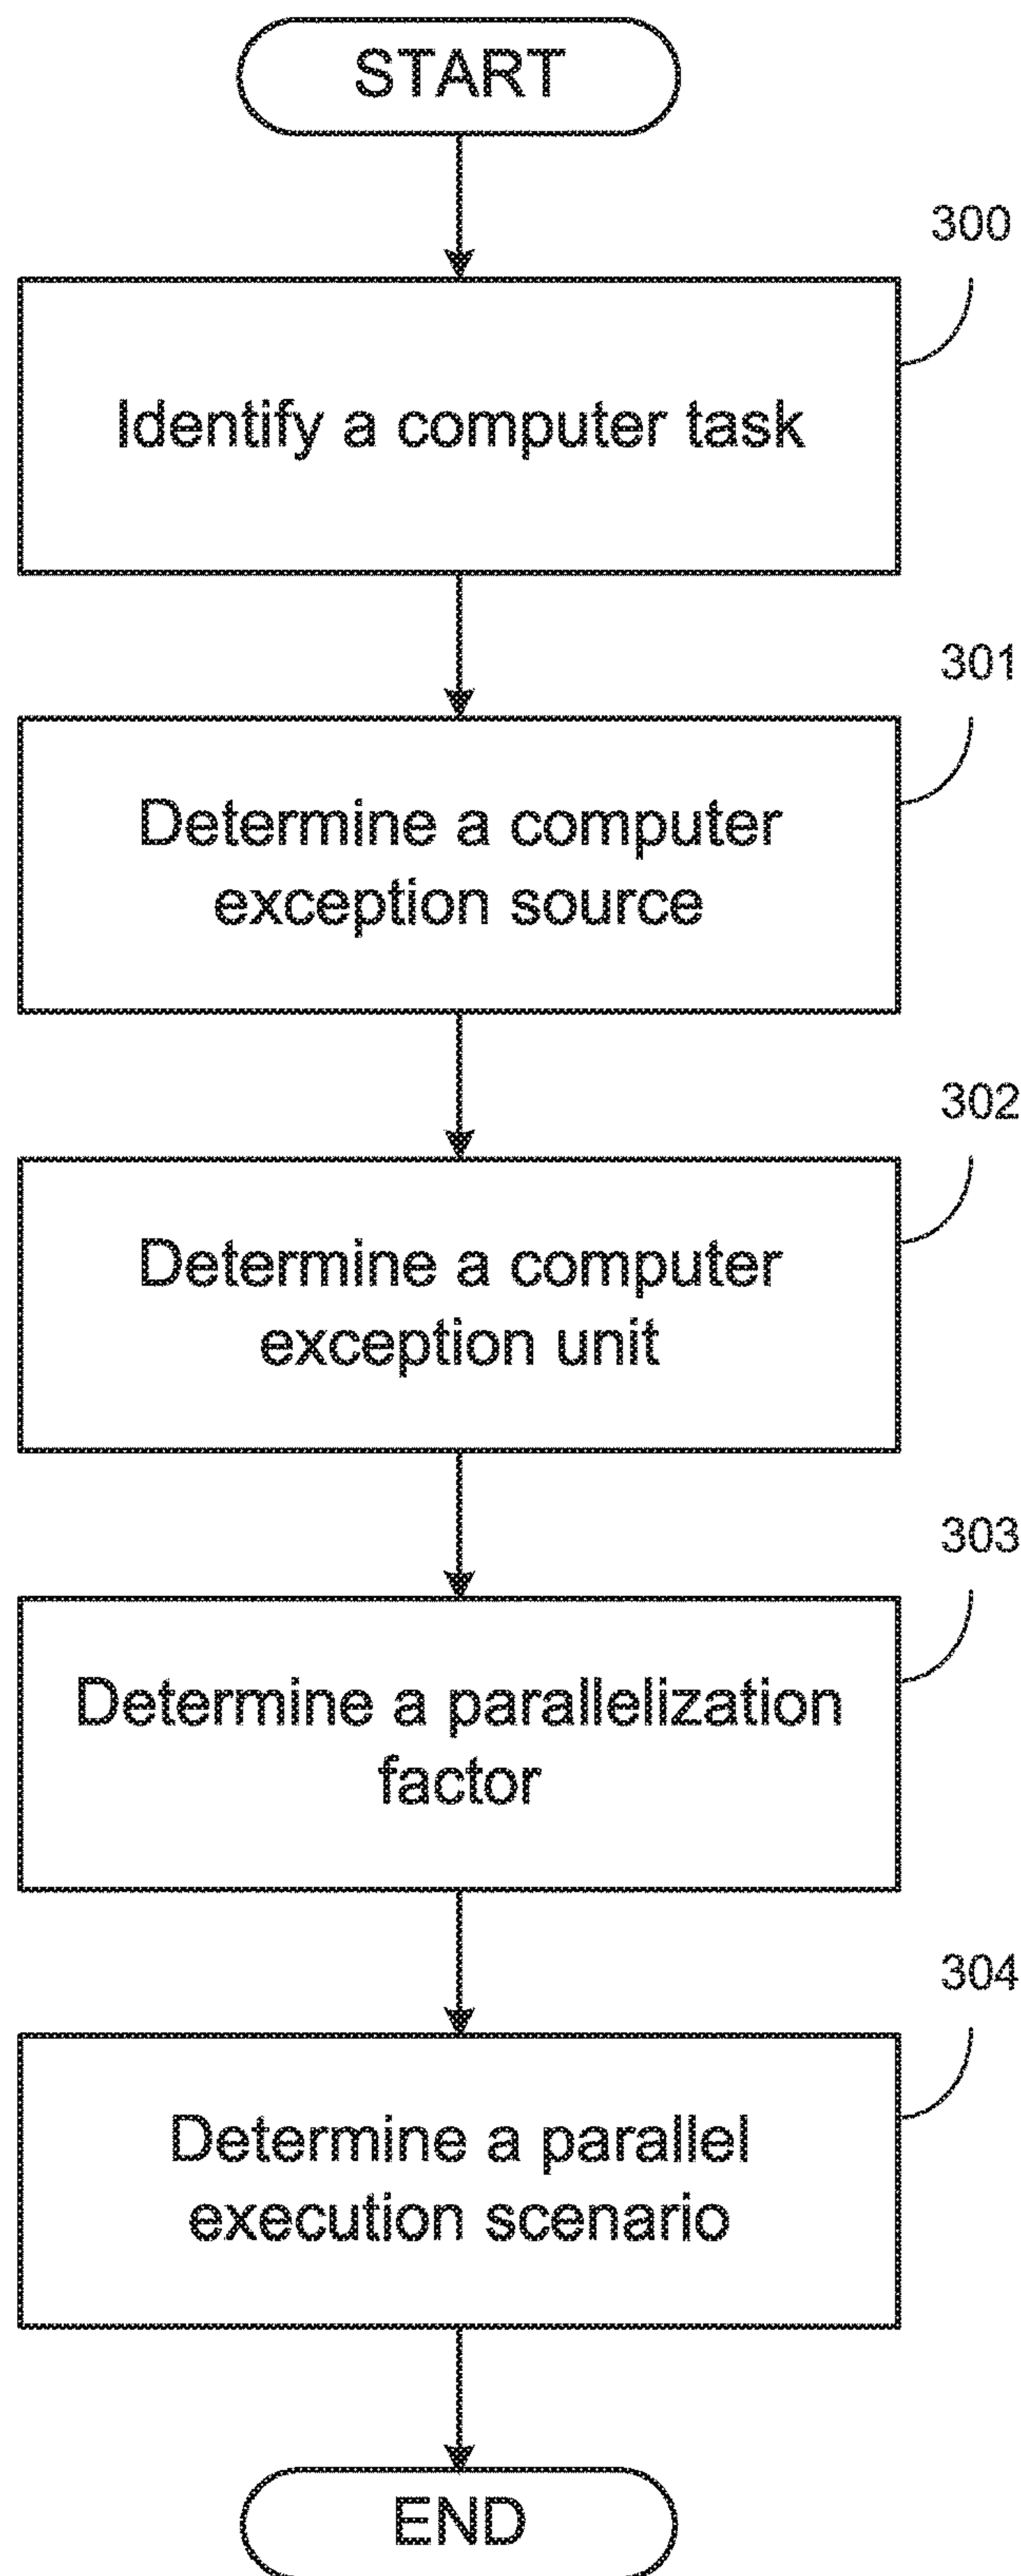 START
300
Identify a computer task
301
Determine a computer
exception source
302
Determine a computer
exception unit
303
Determine a parallelization
factor
304
Determine a parallel
execution scenario
END